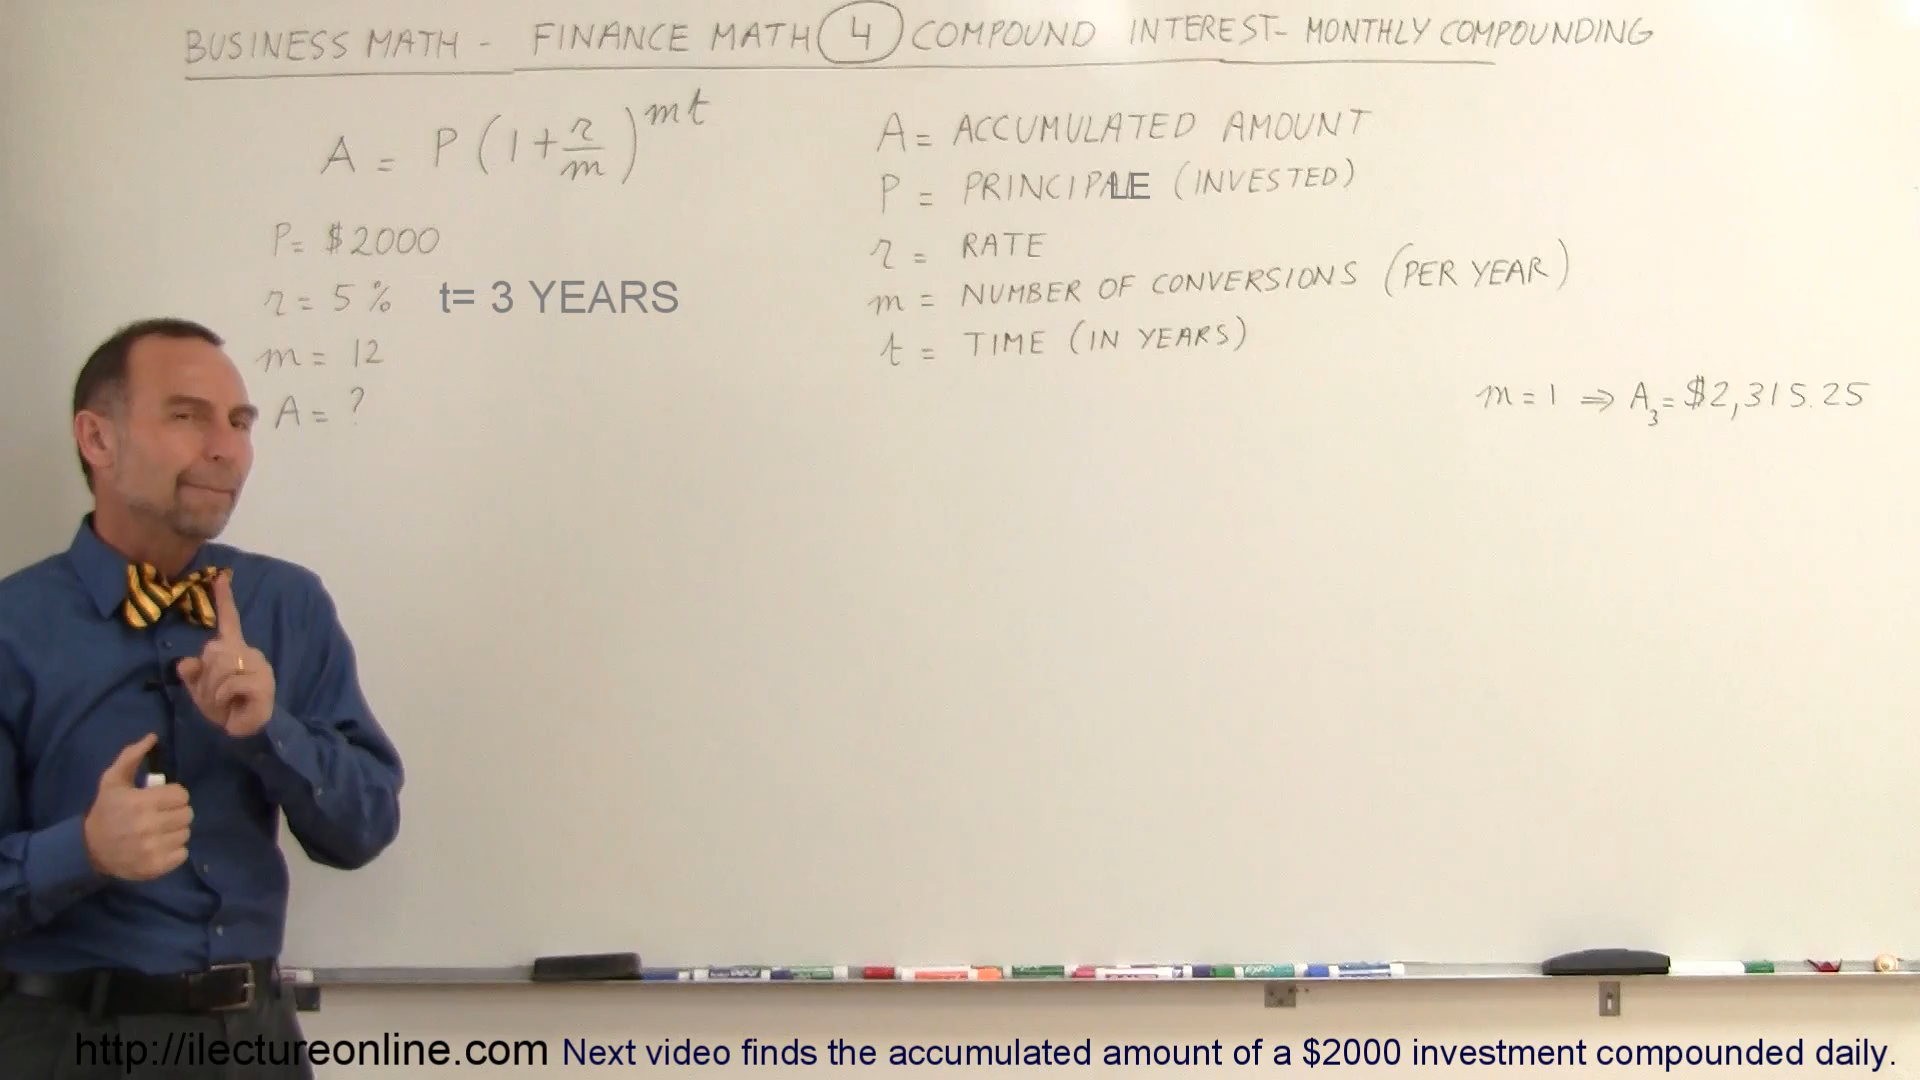 BUSINESS MATH - FINANCE MATH 4 COMPOUND INTEREST- MONTHLY COMPOUNDING
A = P (1 + r/m)^mt
P = $2000
r = 5 % t= 3 YEARS
m = 12
A = ?
A = ACCUMULATED AMOUNT
P = PRINCIPLE (INVESTED)
r = RATE
m = NUMBER OF CONVERSIONS (PER YEAR)
t = TIME (IN YEARS)
m = 1 ⇒ A₃ = $2,315.25
http://ilectureonline.com Next video finds the accumulated amount of a $2000 investment compounded daily.